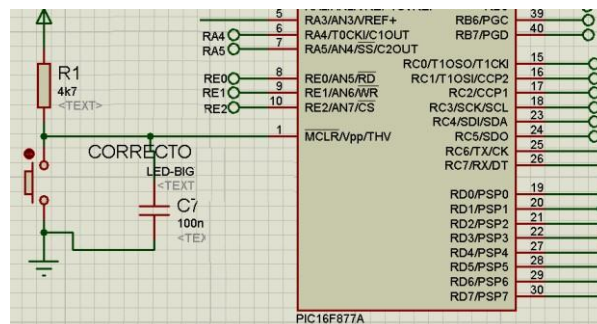 5
RA3/AN3/VREF+
RB6/PGC
39
RA4
6
RA4/T0CKI/C1OUT
RB7/PGD
40
RA5
7
RA5/AN4/SS/C2OUT
RC0/T1OSO/T1CKI
15
RE0
8
RE0/AN5/RD
RC1/T1OSI/CCP2
16
RE1
9
RE1/AN6/WR
RC2/CCP1
17
RE2
10
RE2/AN7/CS
RC3/SCK/SCL
18
RC4/SDI/SDA
23
RC5/SDO
24
1
MCLR/Vpp/THV
RC6/TX/CK
25
RC7/RX/DT
26
R1
4k7
<TEXT>
CORRECTO
LED-BIG
<TEXT
C7
100n
<TE
RD0/PSP0
19
RD1/PSP1
20
RD2/PSP2
21
RD3/PSP3
22
RD4/PSP4
27
RD5/PSP5
28
RD6/PSP6
29
RD7/PSP7
30
PIC16F877A